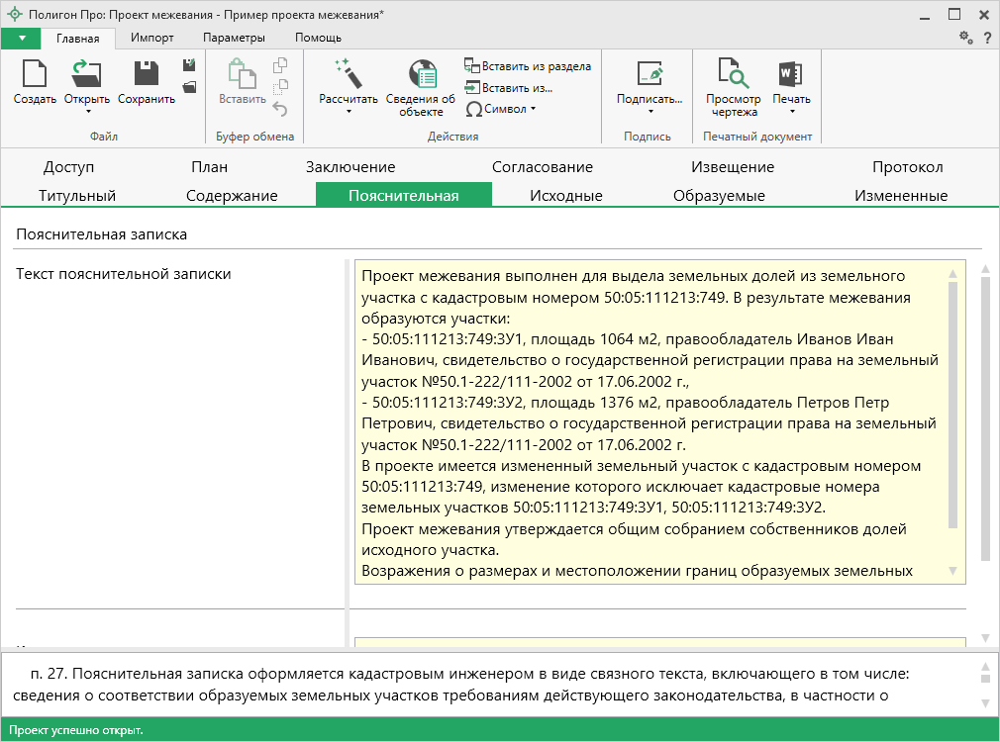 Полигон Про: Проект межевания - Пример проекта межевания*
Главная Импорт Параметры Помощь ?
Создать Открыть Сохранить Вставить Рассчитать Сведения об объекте Вставить из раздела Вставить из... Символ Подписать... Просмотр чертежа Печать
Файл Буфер обмена Действия Подпись Печатный документ
Доступ План Заключение Согласование Извещение Протокол
Титульный Содержание Пояснительная Исходные Образуемые Измененные
Пояснительная записка
Текст пояснительной записки
Проект межевания выполнен для выдела земельных долей из земельного
участка с кадастровым номером 50:05:111213:749. В результате межевания
образуются участки:
- 50:05:111213:749:ЗУ1, площадь 1064 м2, правообладатель Иванов Иван
Иванович, свидетельство о государственной регистрации права на земельный
участок №50.1-222/111-2002 от 17.06.2002 г.,
- 50:05:111213:749:ЗУ2, площадь 1376 м2, правообладатель Петров Петр
Петрович, свидетельство о государственной регистрации права на земельный
участок №50.1-222/111-2002 от 17.06.2002 г.
В проекте имеется измененный земельный участок с кадастровым номером
50:05:111213:749, изменение которого исключает кадастровые номера
земельных участков 50:05:111213:749:ЗУ1, 50:05:111213:749:ЗУ2.
Проект межевания утверждается общим собранием собственников долей
исходного участка.
Возражения о размерах и местоположении границ образуемых земельных
п. 27. Пояснительная записка оформляется кадастровым инженером в виде связного текста, включающего в том числе:
сведения о соответствии образуемых земельных участков требованиям действующего законодательства, в частности о
Проект успешно открыт.